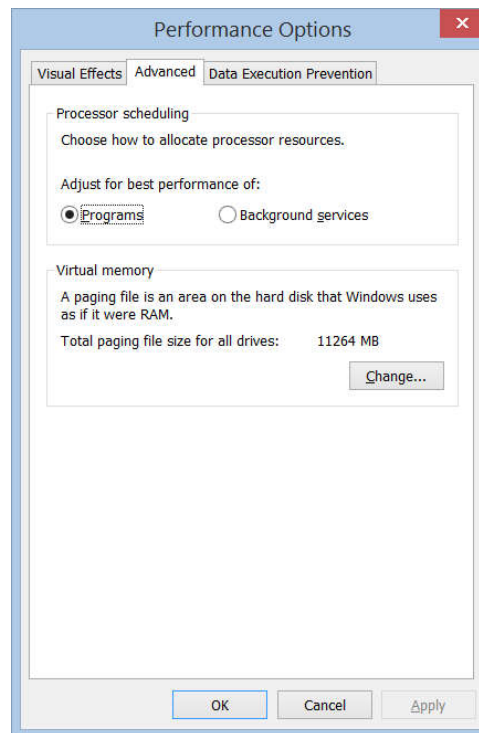 Performance Options
Visual Effects Advanced Data Execution Prevention
Processor scheduling
Choose how to allocate processor resources.
Adjust for best performance of:
Programs Background services
Virtual memory
A paging file is an area on the hard disk that Windows uses
as if it were RAM.
Total paging file size for all drives: 11264 MB
Change...
OK Cancel Apply